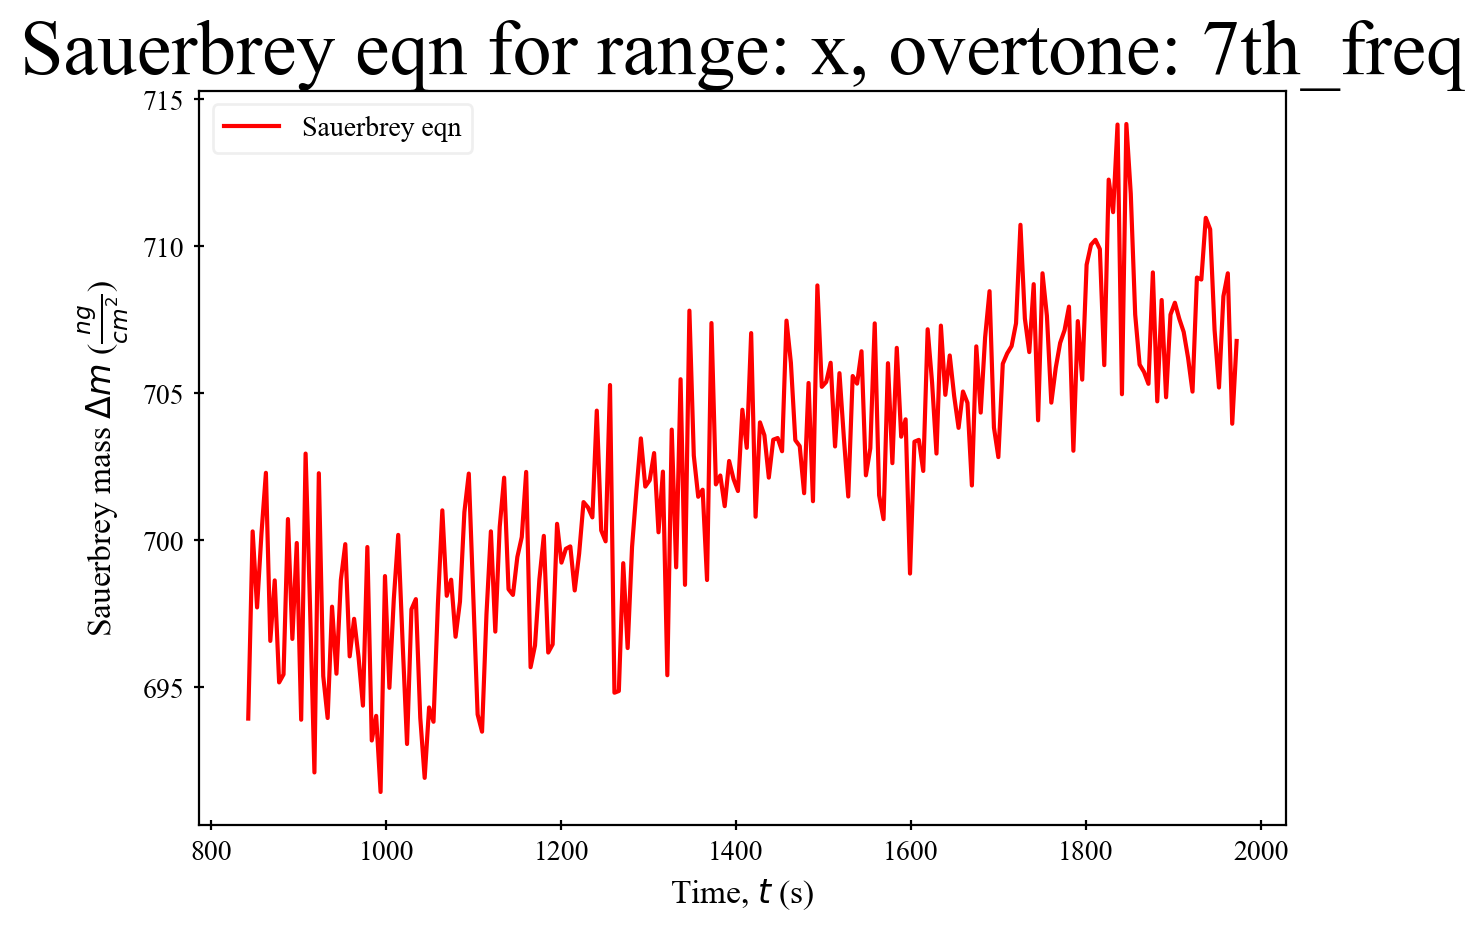 Sauerbrey eqn for range: x, overtone: 7th_freq
Sauerbrey eqn
715
710
705
700
695
Sauerbrey mass Δm (ng/cm²)
800 1000 1200 1400 1600 1800 2000
Time, t (s)